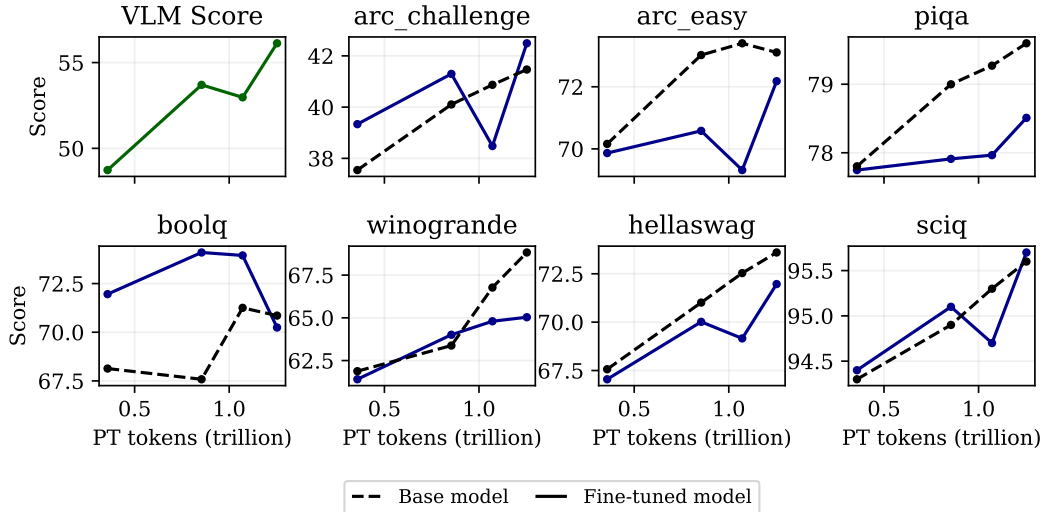 VLM Score
arc_challenge
arc_easy
piqa
Score
55
50
42
40
38
72
70
79
78
boolq
winogrande
hellaswag
sciq
Score
72.5
70.0
67.5
67.5
65.0
62.5
72.5
70.0
67.5
95.5
95.0
94.5
0.5 1.0
0.5 1.0
0.5 1.0
0.5 1.0
PT tokens (trillion)
PT tokens (trillion)
PT tokens (trillion)
PT tokens (trillion)
Base model
Fine-tuned model